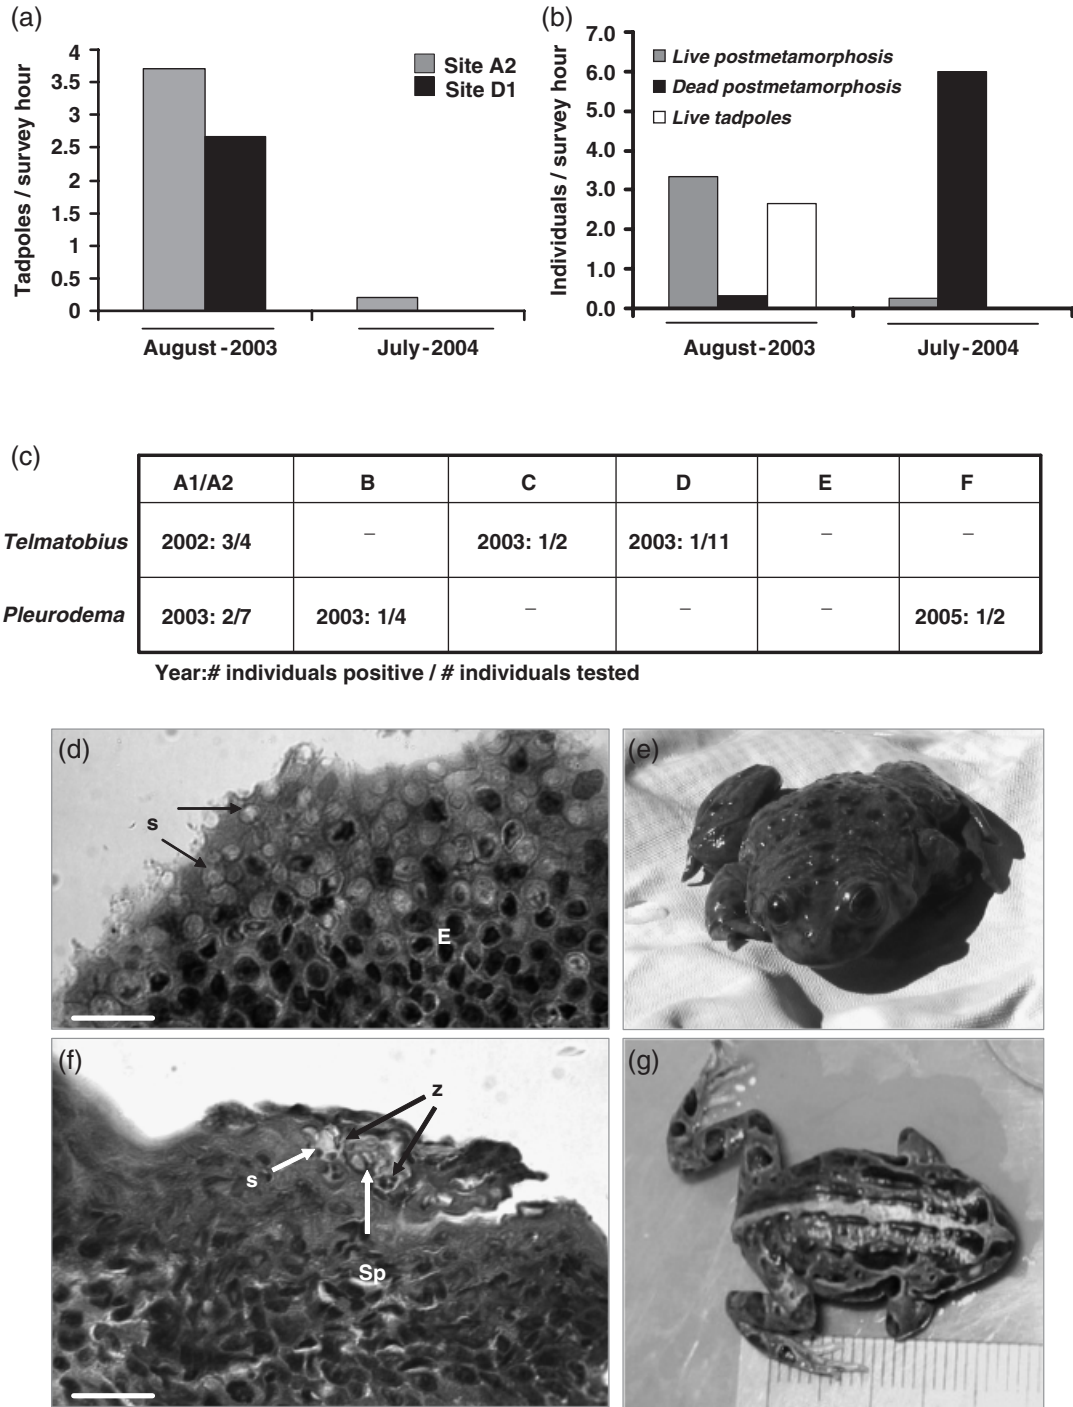 (a)
4
3.5
3
2.5
2
1.5
1
0.5
0
Tadpoles / survey hour
Site A2
Site D1
August-2003
July-2004
(b)
7.0
6.0
5.0
4.0
3.0
2.0
1.0
0.0
Individuals / survey hour
Live postmetamorphosis
Dead postmetamorphosis
Live tadpoles
August-2003
July-2004
(c)
A1/A2 B C D E F
Telmatobius 2002: 3/4 – 2003: 1/2 2003: 1/11 – –
Pleurodema 2003: 2/7 2003: 1/4 – – – 2005: 1/2
Year:# individuals positive / # individuals tested
(d)
s
E
(e)
(f)
z
s
Sp
(g)